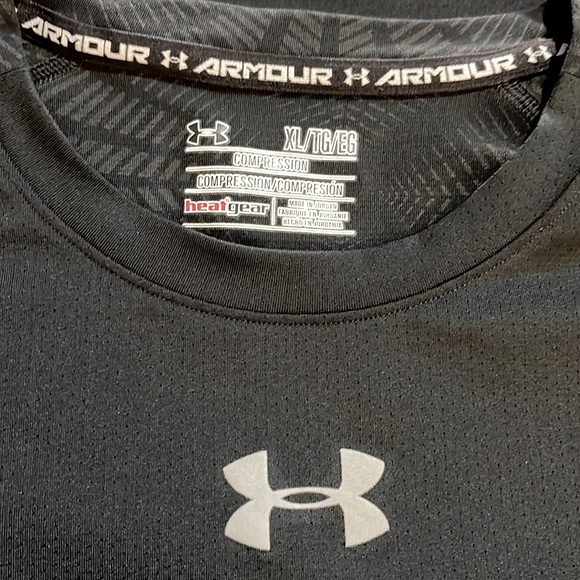 ARMOUR ARMOUR ARMOUR
XL/TG/EG
COMPRESSION
COMPRESSION/COMPRESIÓN
heatgear
MADE IN JORDAN
FABRIQUÉ EN JORDANIE
HECHO EN JORDANIA